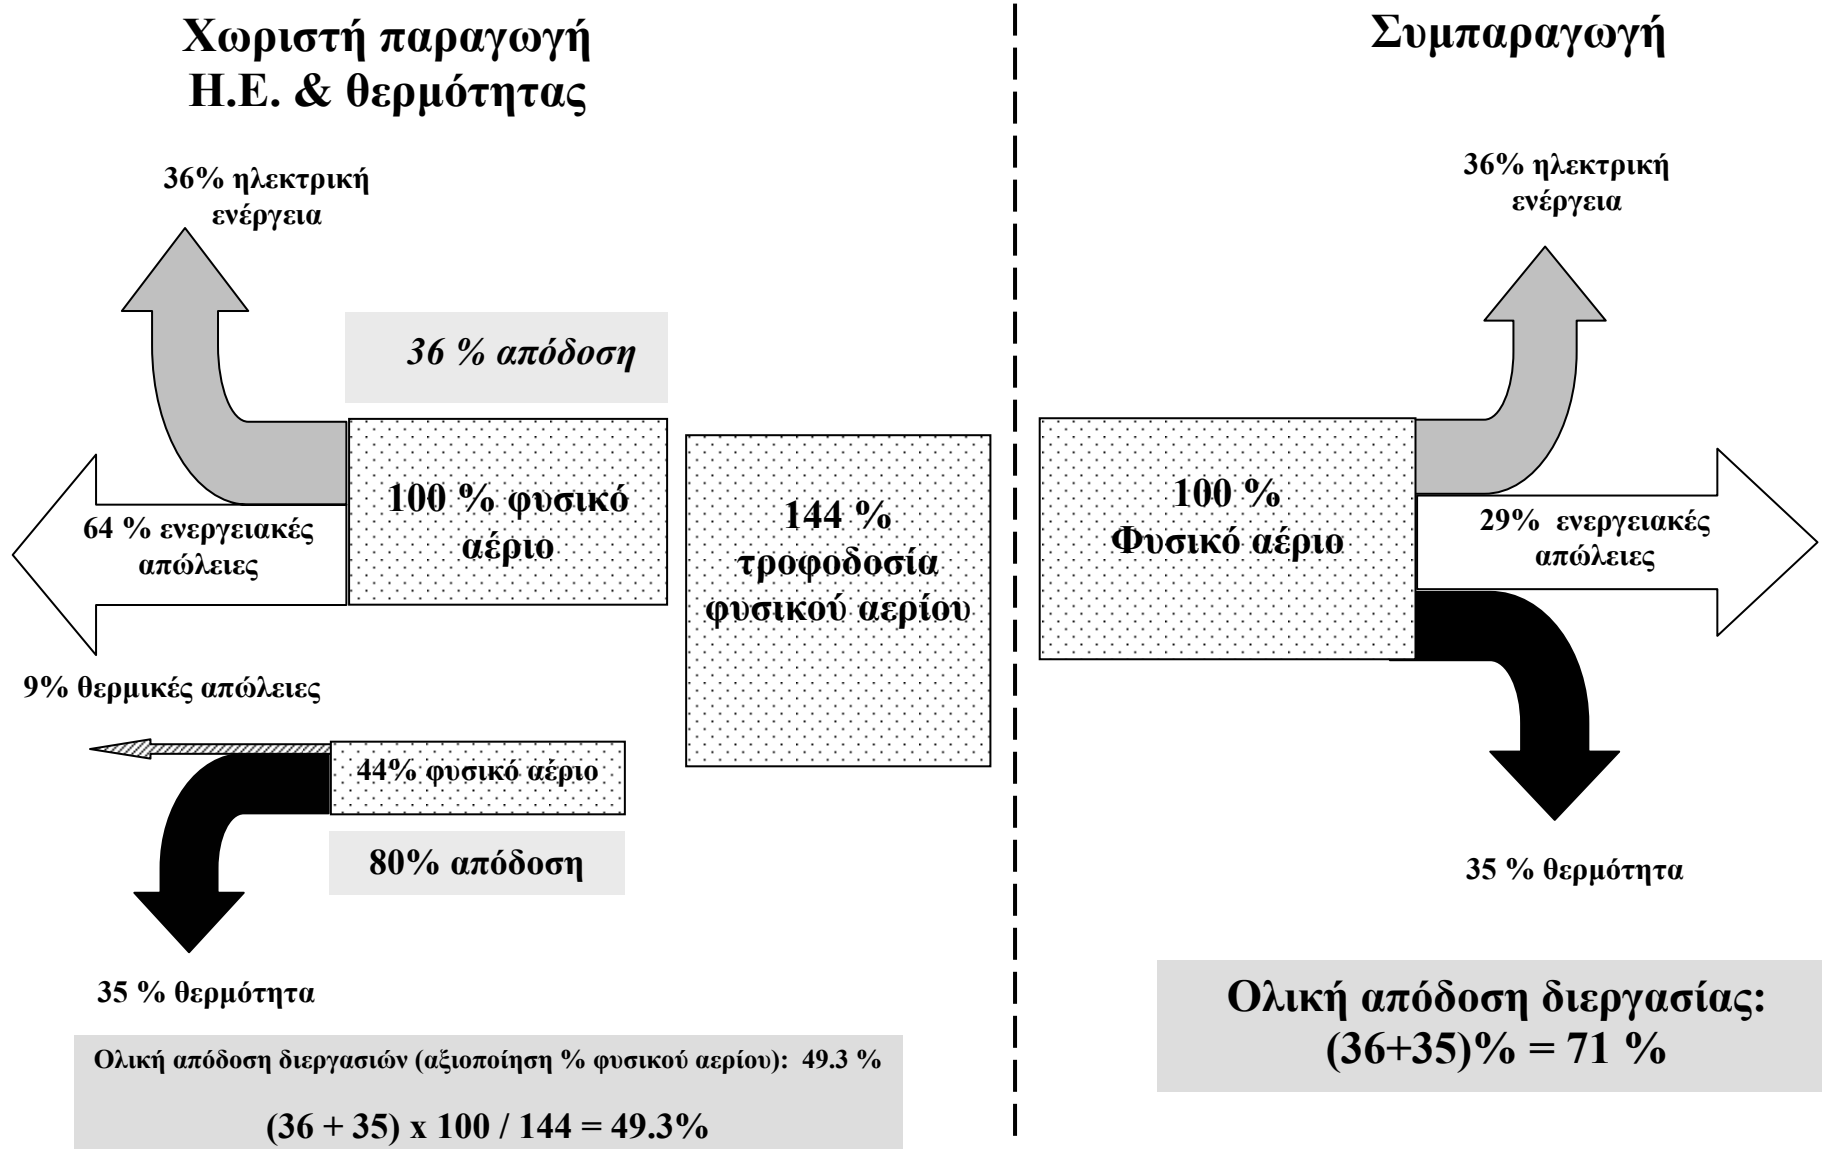 Χωριστή παραγωγή
Η.Ε. & θερμότητας
36% ηλεκτρική
ενέργεια
36 % απόδοση
100 % φυσικό
αέριο
64 % ενεργειακές
απώλειες
144 %
τροφοδοσία
φυσικού αερίου
9% θερμικές απώλειες
44% φυσικό αέριο
80% απόδοση
35 % θερμότητα
Ολική απόδοση διεργασιών (αξιοποίηση % φυσικού αερίου): 49.3 %
(36 + 35) x 100 / 144 = 49.3%
Συμπαραγωγή
36% ηλεκτρική
ενέργεια
100 %
Φυσικό αέριο
29% ενεργειακές
απώλειες
35 % θερμότητα
Ολική απόδοση διεργασίας:
(36+35)% = 71 %